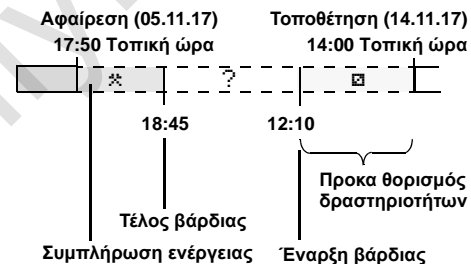 Αφαίρεση (05.11.17) Τοποθέτηση (14.11.17)
17:50 Τοπική ώρα 14:00 Τοπική ώρα
?
18:45 12:10
Προκα θορισμός
δραστηριοτήτων
Τέλος βάρδιας
Συμπλήρωση ενέργειας Έναρξη βάρδιας